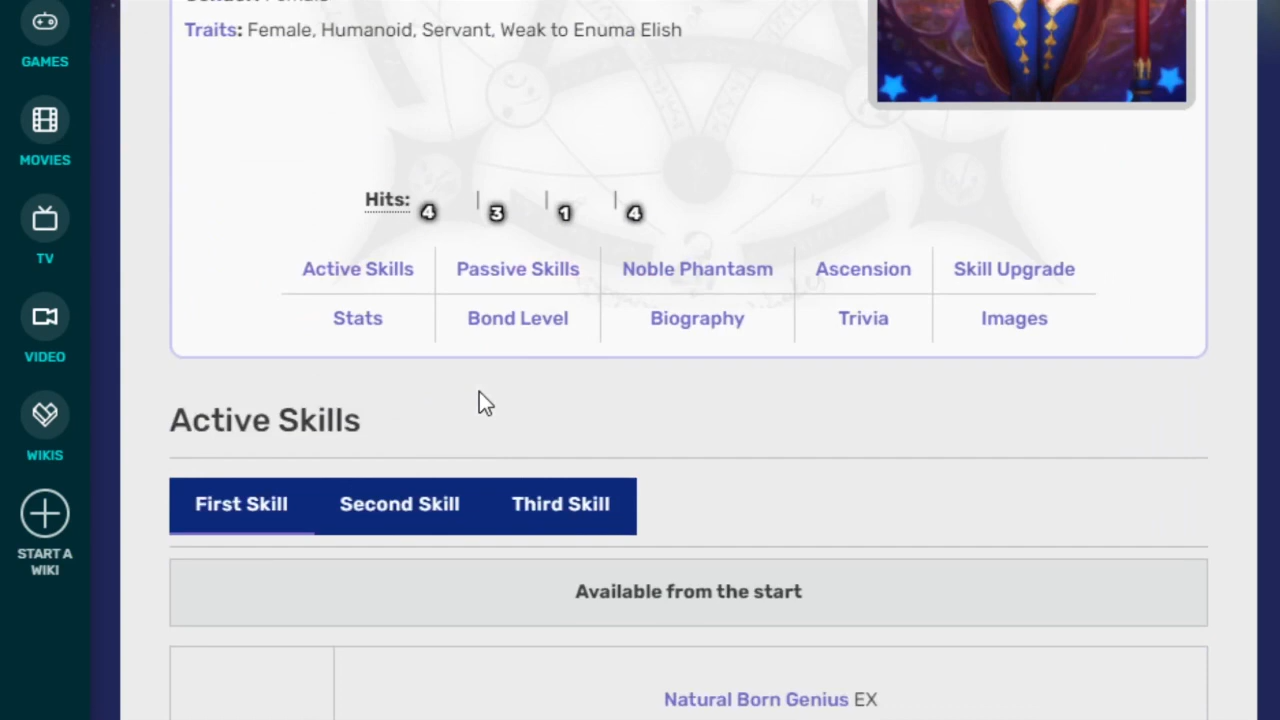 GAMES
MOVIES
TV
VIDEO
WIKIS
START A
WIKI
Traits: Female, Humanoid, Servant, Weak to Enuma Elish
Hits: 4 | 3 | 1 | 4
Active Skills Passive Skills Noble Phantasm Ascension Skill Upgrade
Stats Bond Level Biography Trivia Images
Active Skills
First Skill Second Skill Third Skill
Available from the start
Natural Born Genius EX